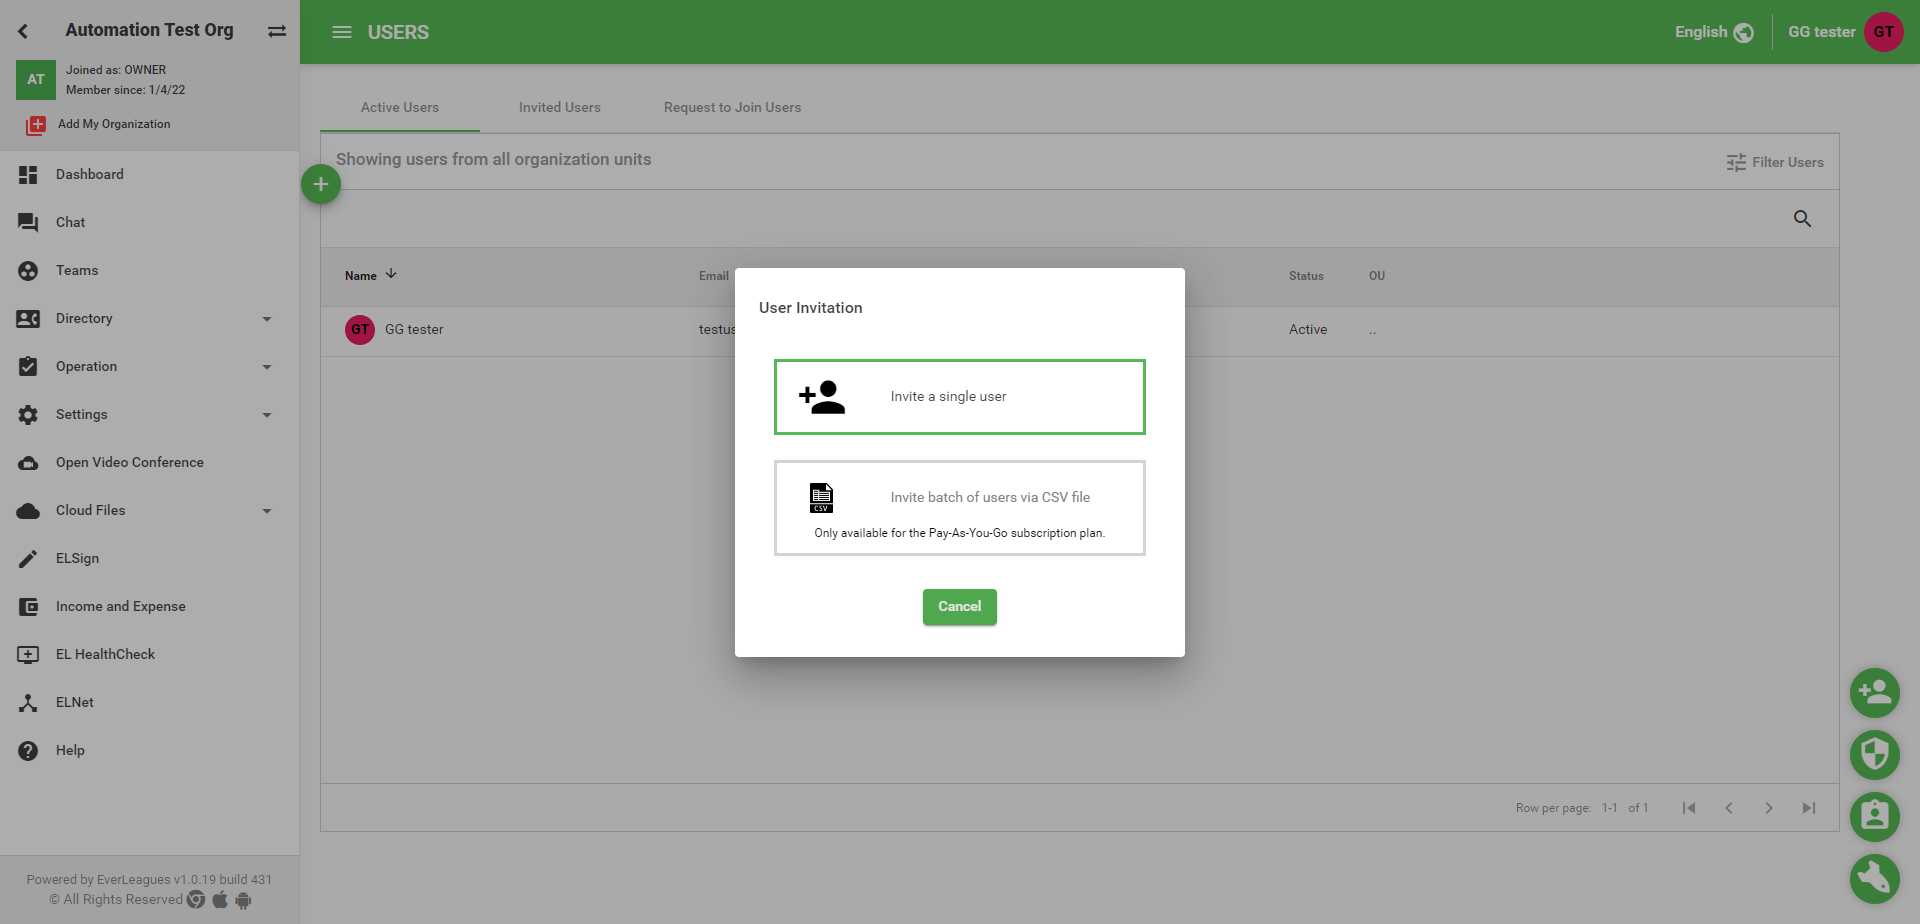 Automation Test Org
AT
Joined as: OWNER
Member since: 1/4/22
Add My Organization
Dashboard
Chat
Teams
Directory
Operation
Settings
Open Video Conference
Cloud Files
ELSign
Income and Expense
EL HealthCheck
ELNet
Help
Powered by EverLeagues v1.0.19 build 431
© All Rights Reserved
USERS
English
GG tester
GT
Active Users
Invited Users
Request to Join Users
Showing users from all organization units
Filter Users
Name
Email
Status
OU
GT
GG tester
testus
Active
..
User Invitation
Invite a single user
CSV
Invite batch of users via CSV file
Only available for the Pay-As-You-Go subscription plan.
Cancel
Row per page:
1-1
of 1